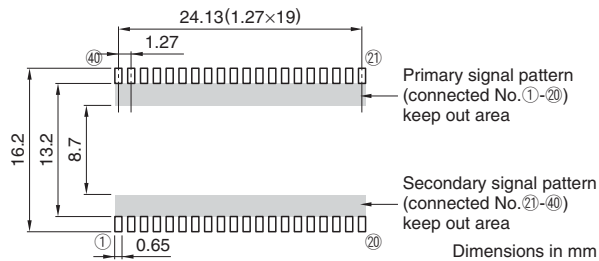 24.13(1.27×19)
1.27
㊵
㉑
Primary signal pattern
(connected No.①-⑳)
keep out area
16.2
13.2
8.7
Secondary signal pattern
(connected No.㉑-㊵)
keep out area
①
0.65
⑳
Dimensions in mm